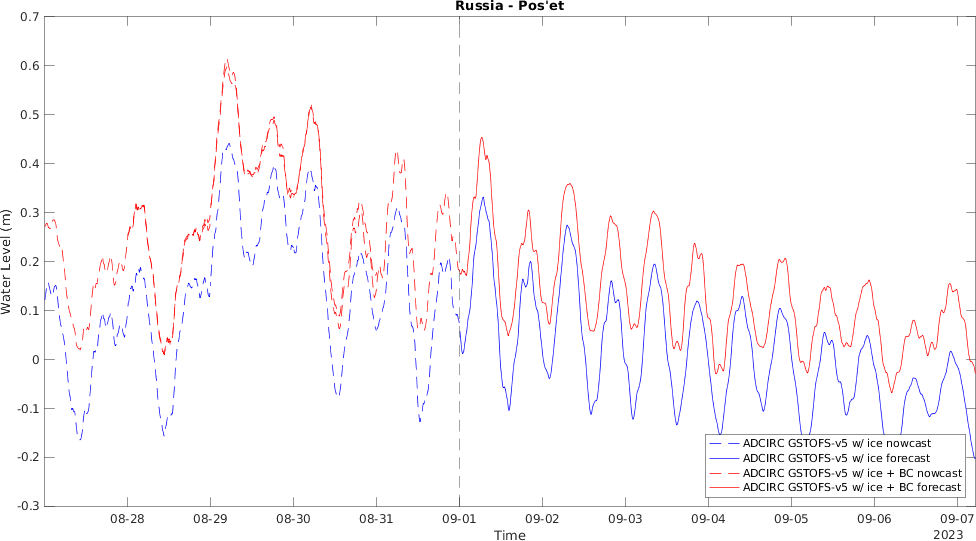 Russia - Pos'et
Water Level (m)
0.7
0.6
0.5
0.4
0.3
0.2
0.1
0
-0.1
-0.2
-0.3
ADCIRC GSTOFS-v5 w/ ice nowcast
ADCIRC GSTOFS-v5 w/ ice forecast
ADCIRC GSTOFS-v5 w/ ice + BC nowcast
ADCIRC GSTOFS-v5 w/ ice + BC forecast
08-28 08-29 08-30 08-31 09-01 09-02 09-03 09-04 09-05 09-06 09-07
2023
Time